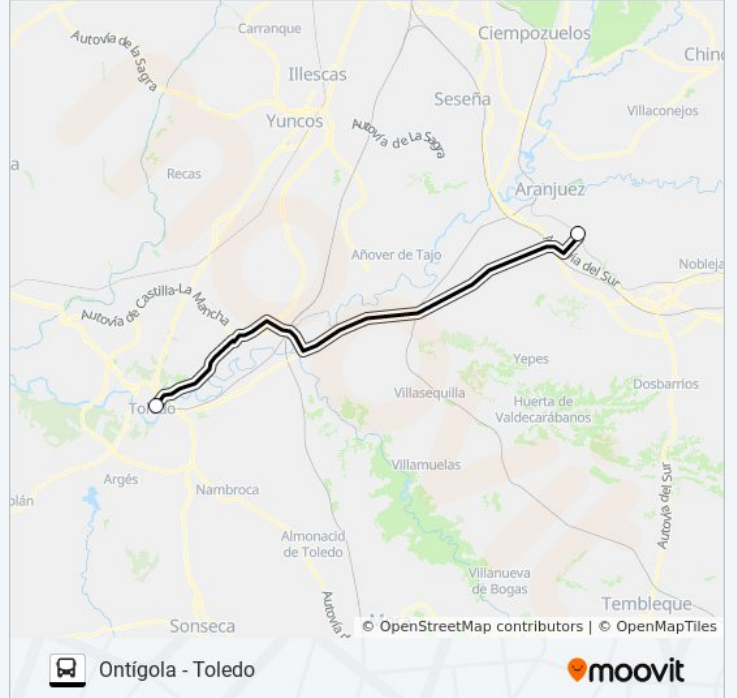 Autovía de la Sagra
Carranque
Ciempozuelos
Illescas
Chinc
Seseña
Villaconejos
Yuncos
Autovía de La Sagra
a
Recas
Aranjuez
Añover de Tajo
Autovía del Sur
Nobleja
Autovía de Castilla-La Mancha
Yepes
Dosbarrios
Villasequilla
Huerta de
Valdecarábanos
Toledo
Villamuelas
Argés
Nambroca
olán
Autovía del Sur
Almonacid
de Toledo
Villanueva
de Bogas
Tembleque
Sonseca
© OpenStreetMap contributors | © OpenMapTiles
Ontígola - Toledo
moovit